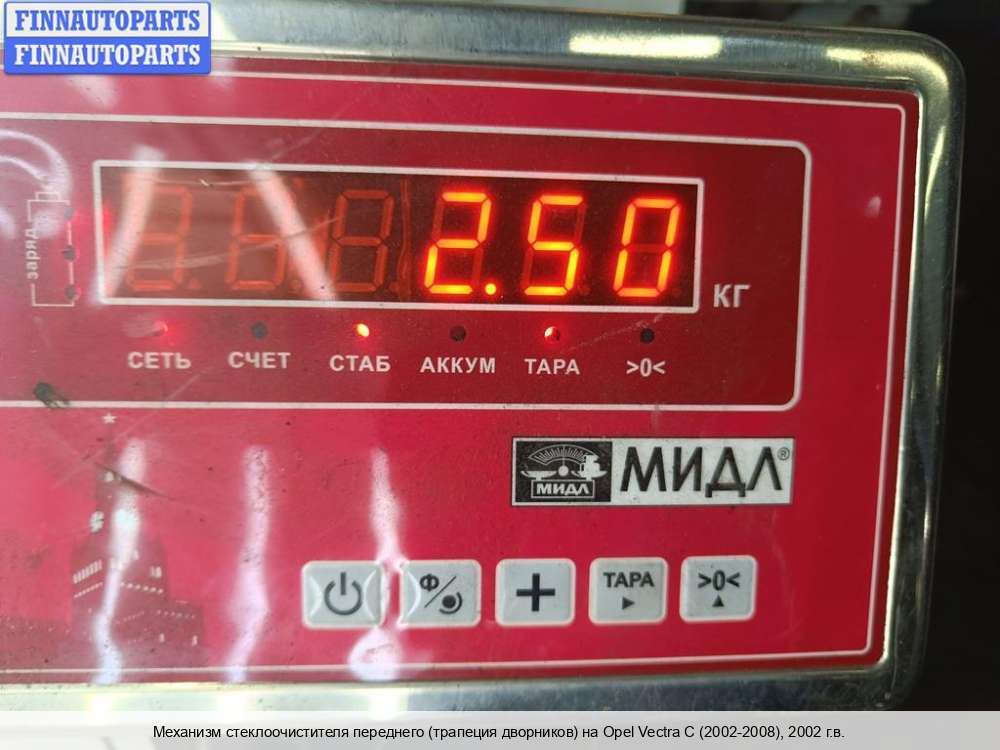 FINNAUTOPARTS
FINNAUTOPARTS
заряд
2.50
КГ
СЕТЬ СЧЕТ СТАБ АККУМ ТАРА >0<
МИДЛ МИДЛ®
Ф ТАРА >0<
Механизм стеклоочистителя переднего (трапеция дворников) на Opel Vectra C (2002-2008), 2002 г.в.